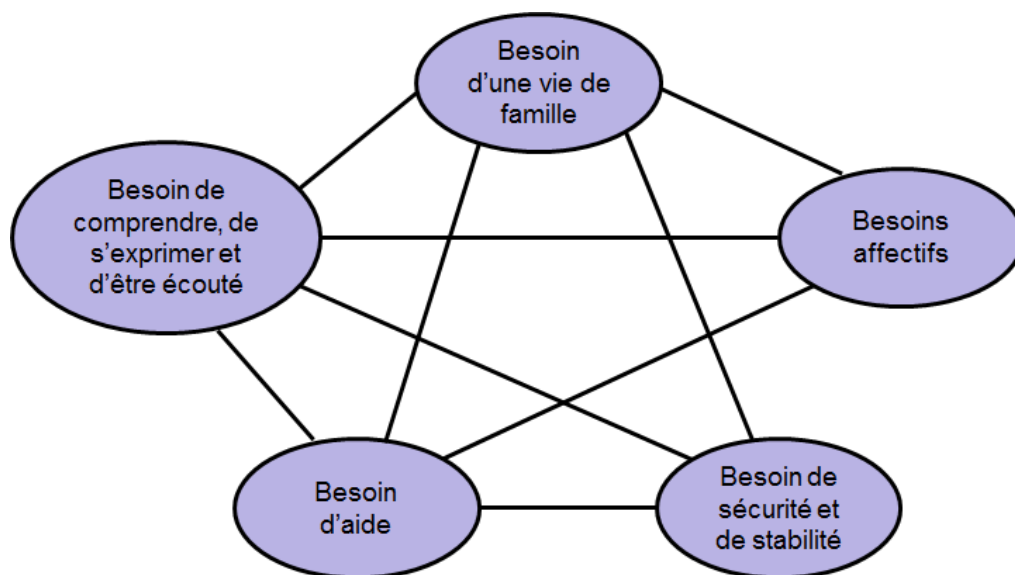 Besoin
d’une vie de
famille
Besoin de
comprendre, de
s’exprimer et
d’être écouté
Besoins
affectifs
Besoin
d’aide
Besoin de
sécurité et
de stabilité